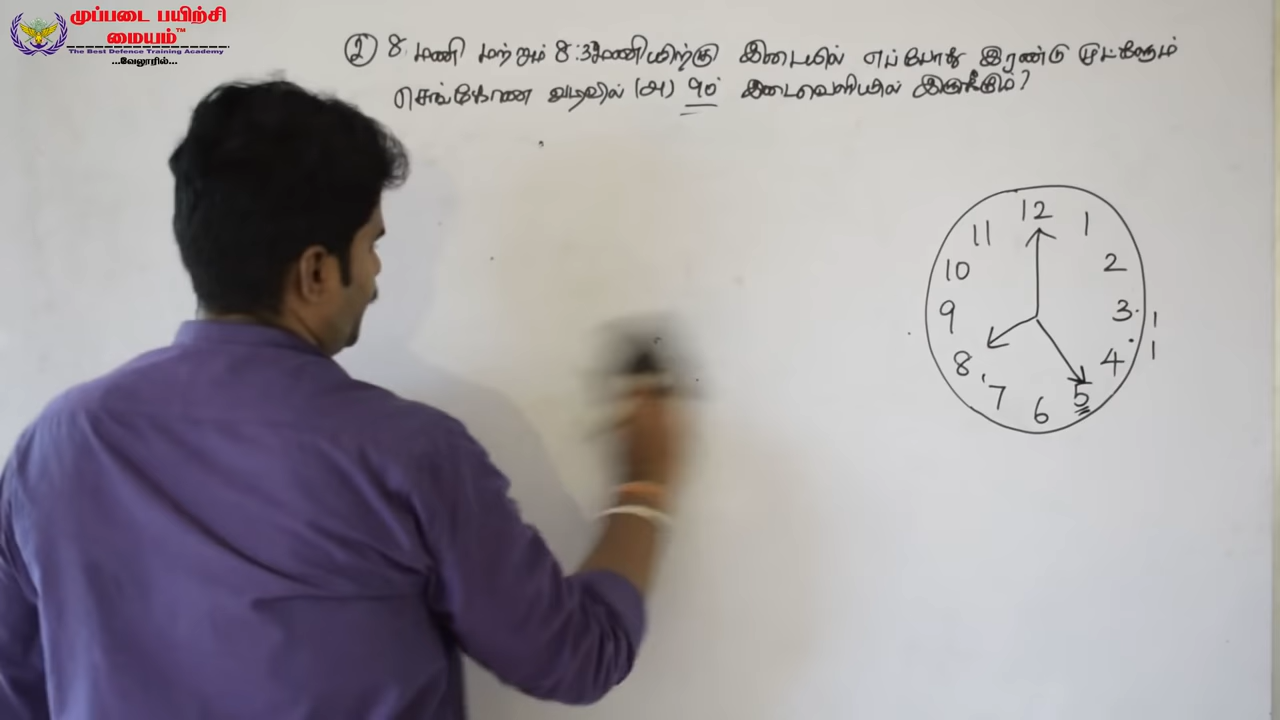 முப்படை பயிற்சி
மையம்™
The Best Defence Training Academy
...வேலூரில்...
② 8. மணி மற்றும் 8:30மணியிற்கு இடையில் எப்போது இரண்டு முட்களும்
செங்கோண வடிவில் (அ) 90° இடைவெளியில் இருக்கும்?
12
11
1
10
2
9
3
8
4
7
5
6